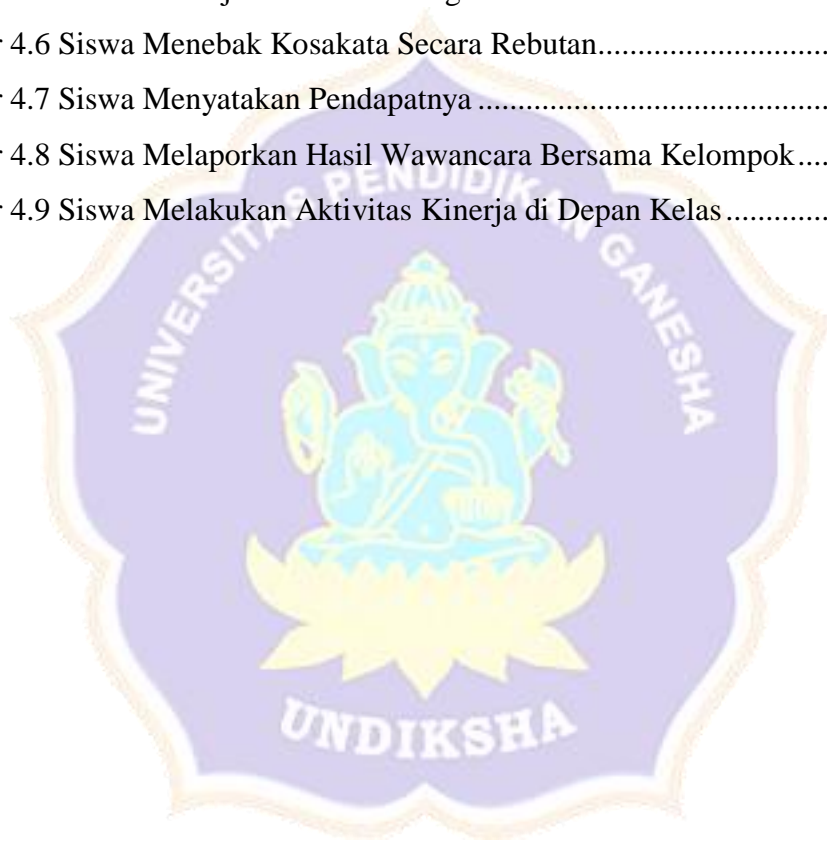 4.6 Siswa Menebak Kosakata Secara Rebutan............................
4.7 Siswa Menyatakan Pendapatnya...........................................
4.8 Siswa Melaporkan Hasil Wawancara Bersama Kelompok....
4.9 Siswa Melakukan Aktivitas Kinerja di Depan Kelas.............
UNIVERSITAS PENDIDIKAN GANESHA
UNDIKSHA